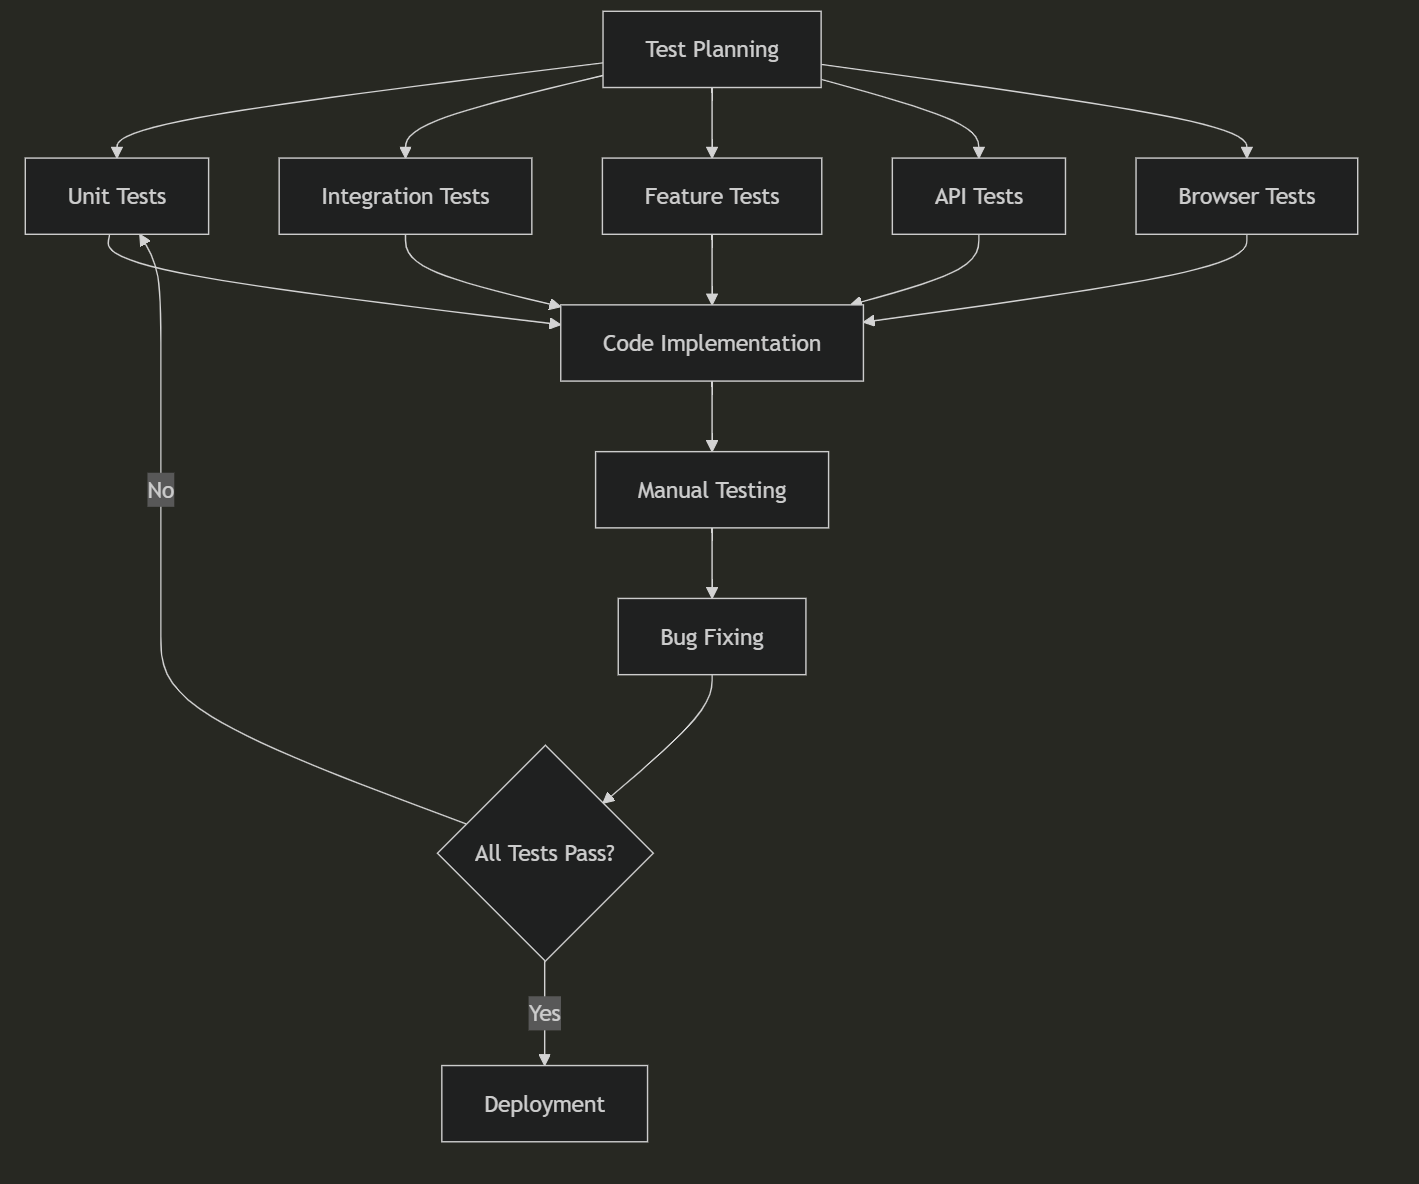 Test Planning
Unit Tests
Integration Tests
Feature Tests
API Tests
Browser Tests
Code Implementation
No
Manual Testing
Bug Fixing
All Tests Pass?
Yes
Deployment